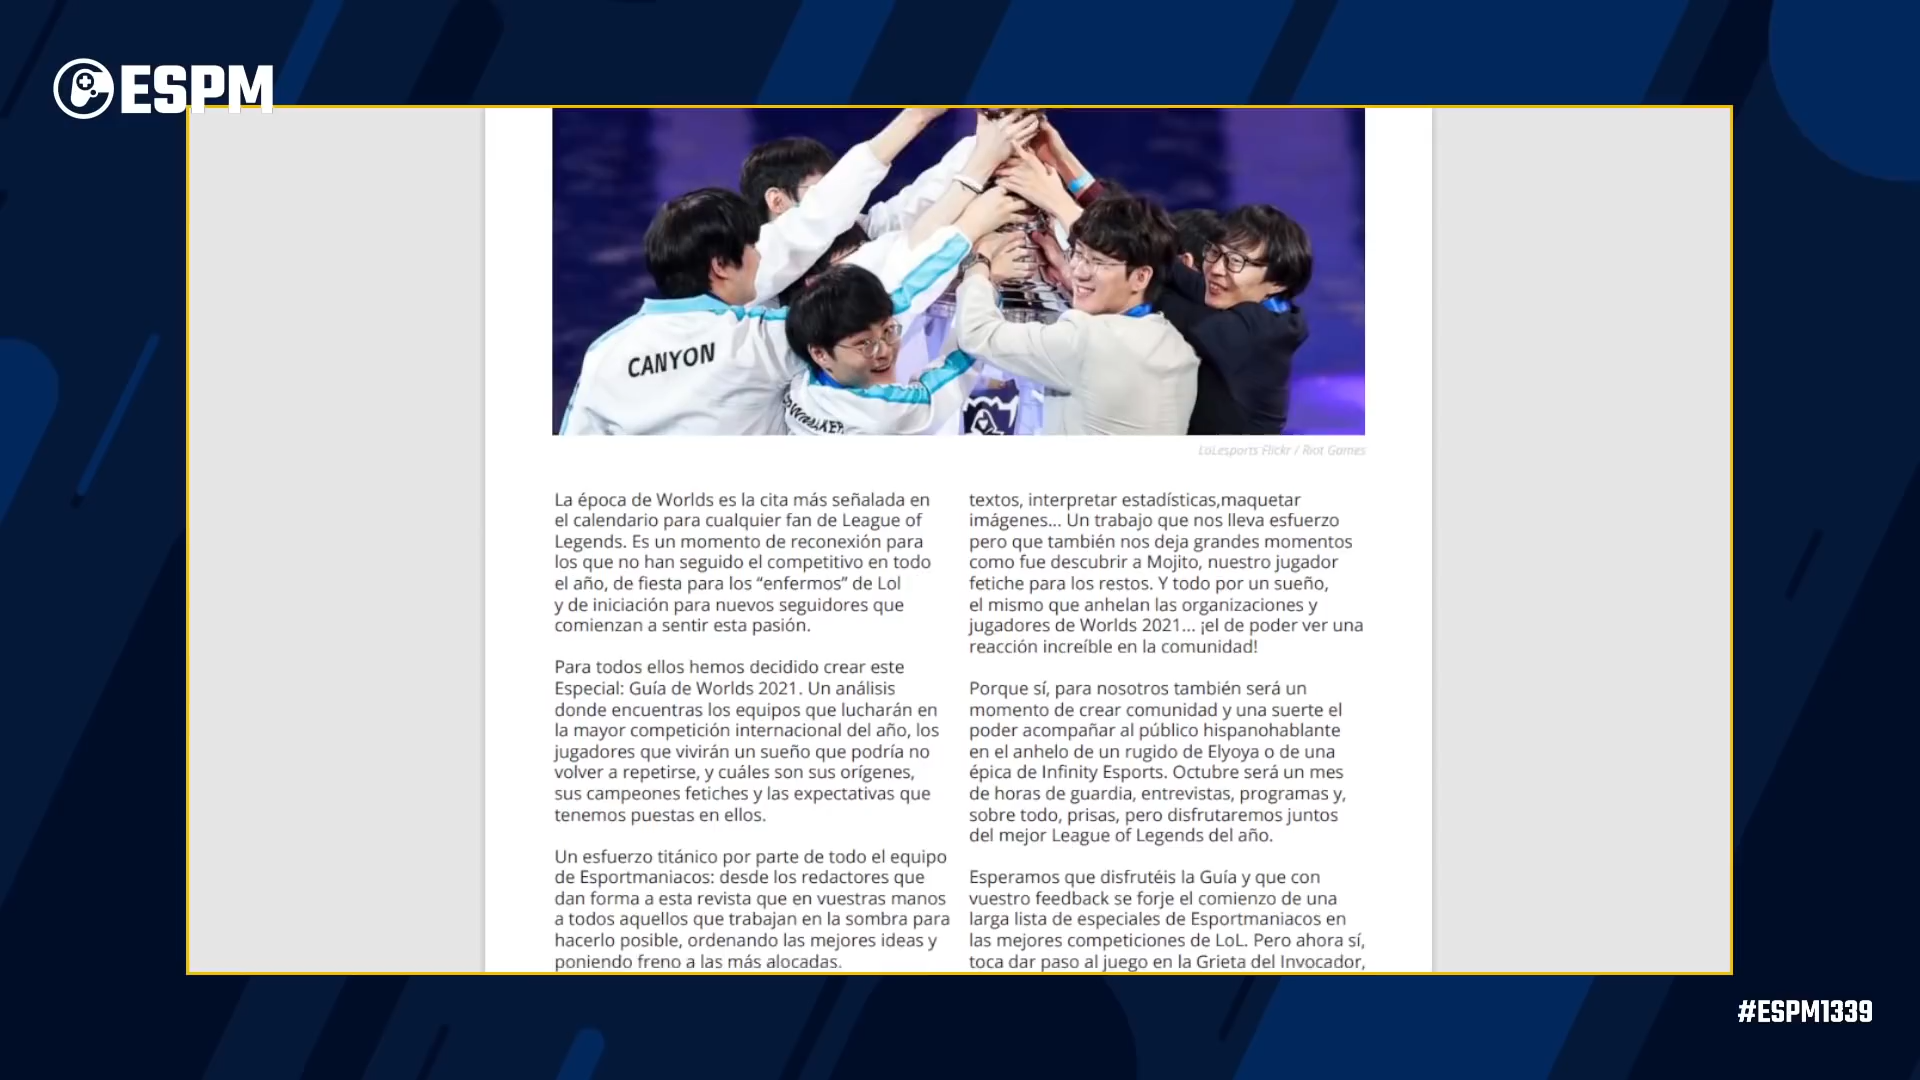 ESPM
CANYON
LoLesports Flickr / Riot Games
La época de Worlds es la cita más señalada en
el calendario para cualquier fan de League of
Legends. Es un momento de reconexión para
los que no han seguido el competitivo en todo
el año, de fiesta para los “enfermos” de Lol
y de iniciación para nuevos seguidores que
comienzan a sentir esta pasión.
Para todos ellos hemos decidido crear este
Especial: Guía de Worlds 2021. Un análisis
donde encuentras los equipos que lucharán en
la mayor competición internacional del año, los
jugadores que vivirán un sueño que podría no
volver a repetirse, y cuáles son sus orígenes,
sus campeones fetiches y las expectativas que
tenemos puestas en ellos.
Un esfuerzo titánico por parte de todo el equipo
de Esportmaniacos: desde los redactores que
dan forma a esta revista que en vuestras manos
a todos aquellos que trabajan en la sombra para
hacerlo posible, ordenando las mejores ideas y
poniendo freno a las más alocadas.
textos, interpretar estadísticas,maquetar
imágenes... Un trabajo que nos lleva esfuerzo
pero que también nos deja grandes momentos
como fue descubrir a Mojito, nuestro jugador
fetiche para los restos. Y todo por un sueño,
el mismo que anhelan las organizaciones y
jugadores de Worlds 2021... ¡el de poder ver una
reacción increíble en la comunidad!
Porque sí, para nosotros también será un
momento de crear comunidad y una suerte el
poder acompañar al público hispanohablante
en el anhelo de un rugido de Elyoya o de una
épica de Infinity Esports. Octubre será un mes
de horas de guardia, entrevistas, programas y,
sobre todo, prisas, pero disfrutaremos juntos
del mejor League of Legends del año.
Esperamos que disfrutéis la Guía y que con
vuestro feedback se forje el comienzo de una
larga lista de especiales de Esportmaniacos en
las mejores competiciones de LoL. Pero ahora sí,
toca dar paso al juego en la Grieta del Invocador,
#ESPM1339